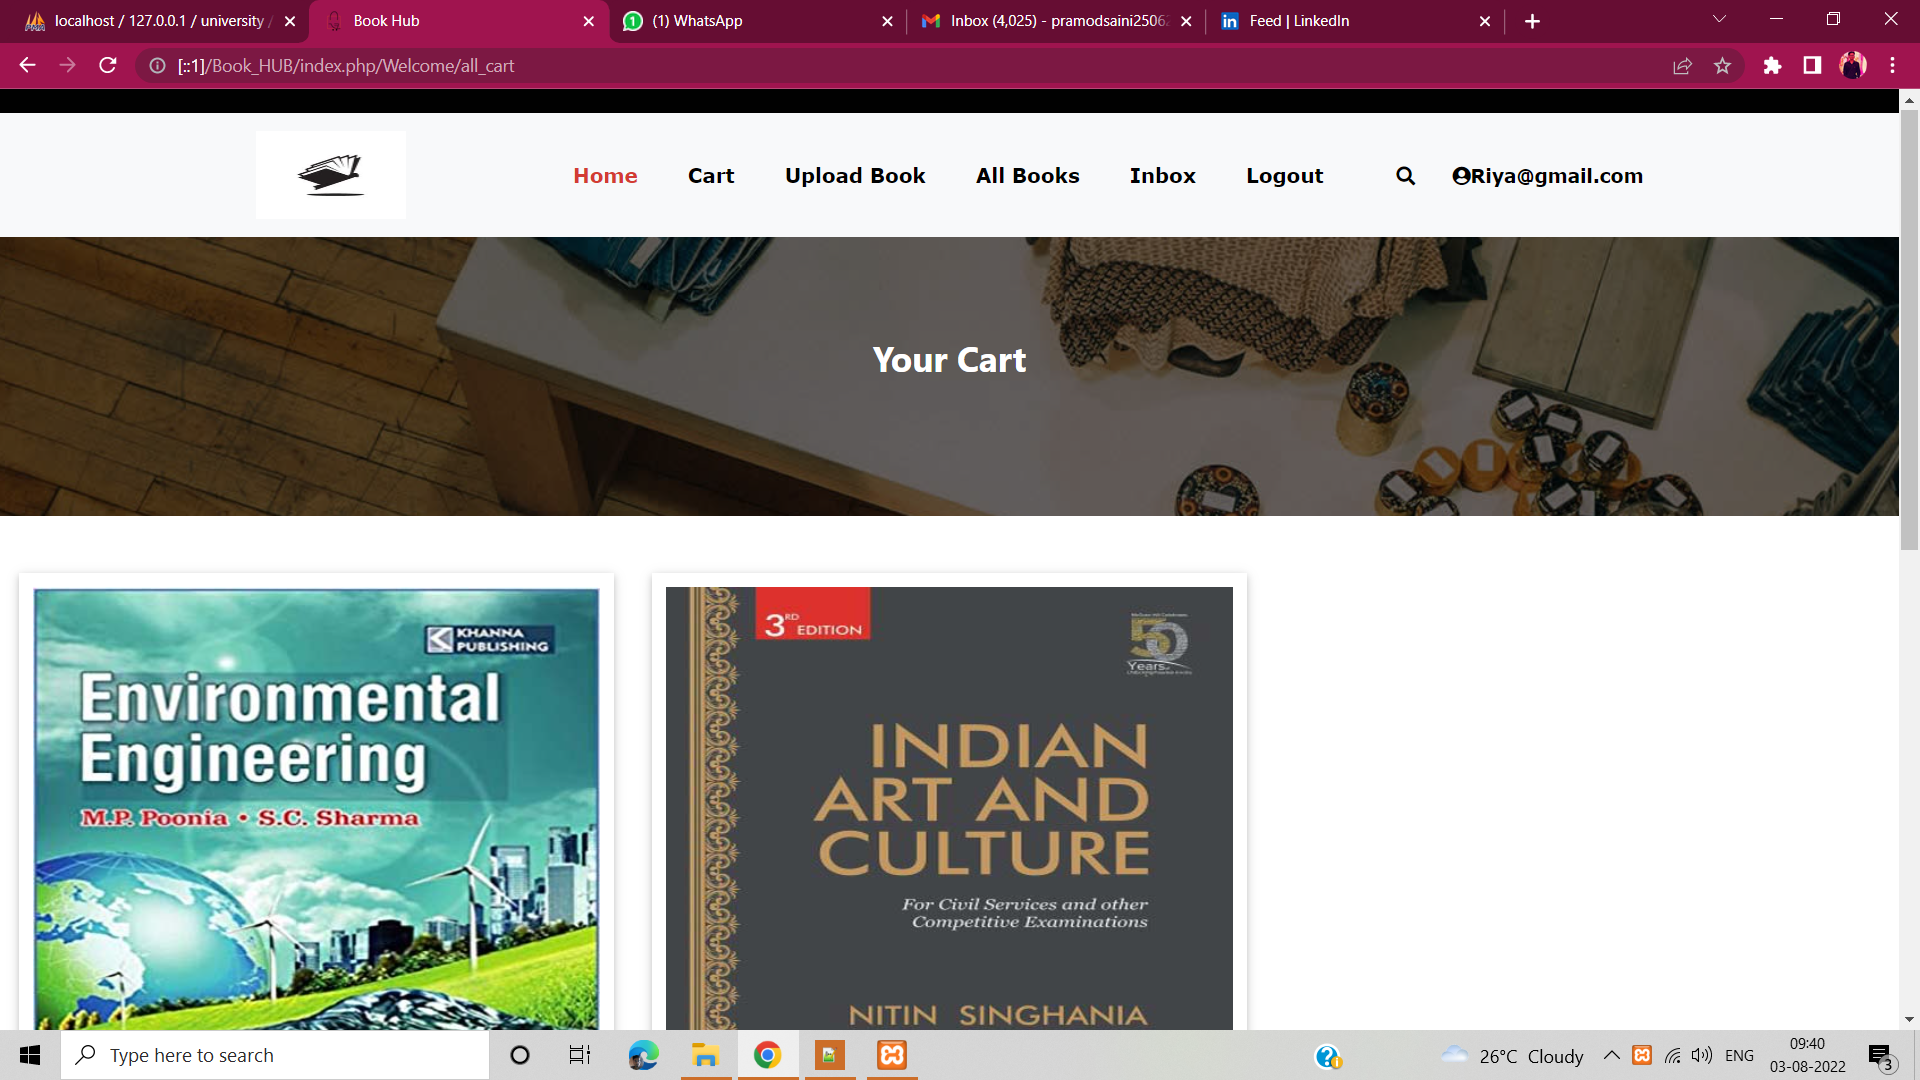 localhost / 127.0.0.1 / university /
Book Hub
(1) WhatsApp
Inbox (4,025) - pramodsaini2506
Feed | LinkedIn
[::1]/Book_HUB/index.php/Welcome/all_cart
Home
Cart
Upload Book
All Books
Inbox
Logout
Riya@gmail.com
Your Cart
KHANNA
PUBLISHING
Environmental
Engineering
M.P. Poonia • S.C. Sharma
3RD EDITION
50
Years
INDIAN
ART AND
CULTURE
For Civil Services and other
Competitive Examinations
NITIN SINGHANIA
Type here to search
26°C Cloudy
ENG
09:40
03-08-2022
3